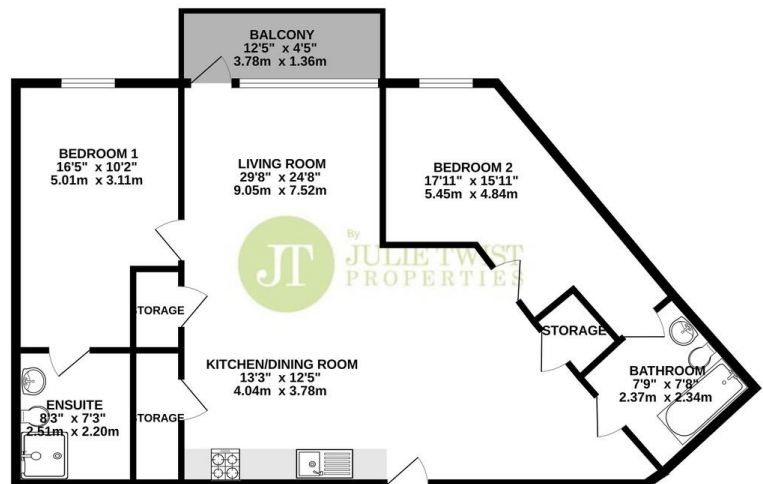 BALCONY
12'5" x 4'5"
3.78m x 1.36m
BEDROOM 1
16'5" x 10'2"
5.01m x 3.11m
LIVING ROOM
29'8" x 24'8"
9.05m x 7.52m
BEDROOM 2
17'11" x 15'11"
5.45m x 4.84m
JT
By
JULIE TWIST
PROPERTIES
STORAGE
STORAGE
KITCHEN/DINING ROOM
13'3" x 12'5"
4.04m x 3.78m
BATHROOM
7'9" x 7'8"
2.37m x 2.34m
ENSUITE
8'3" x 7'3"
2.51m x 2.20m
STORAGE